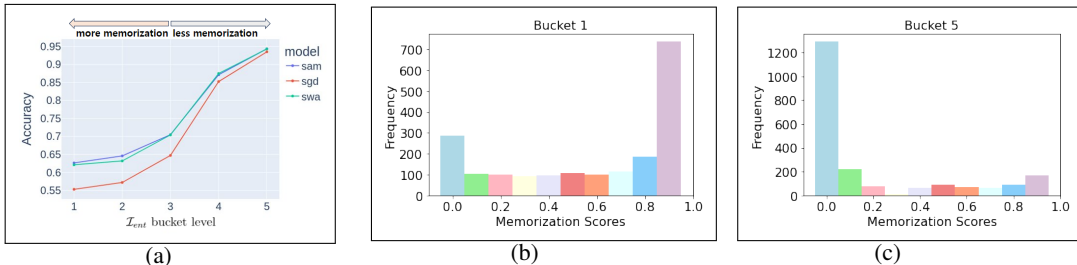 more memorization less memorization
model
sam
sgd
swa
Accuracy
0.95
0.9
0.85
0.8
0.75
0.7
0.65
0.6
0.55
1 2 3 4 5
I_ent bucket level
(a)
Bucket 1
Frequency
700
600
500
400
300
200
100
0
0.0 0.2 0.4 0.6 0.8 1.0
Memorization Scores
(b)
Bucket 5
Frequency
1200
1000
800
600
400
200
0
0.0 0.2 0.4 0.6 0.8 1.0
Memorization Scores
(c)